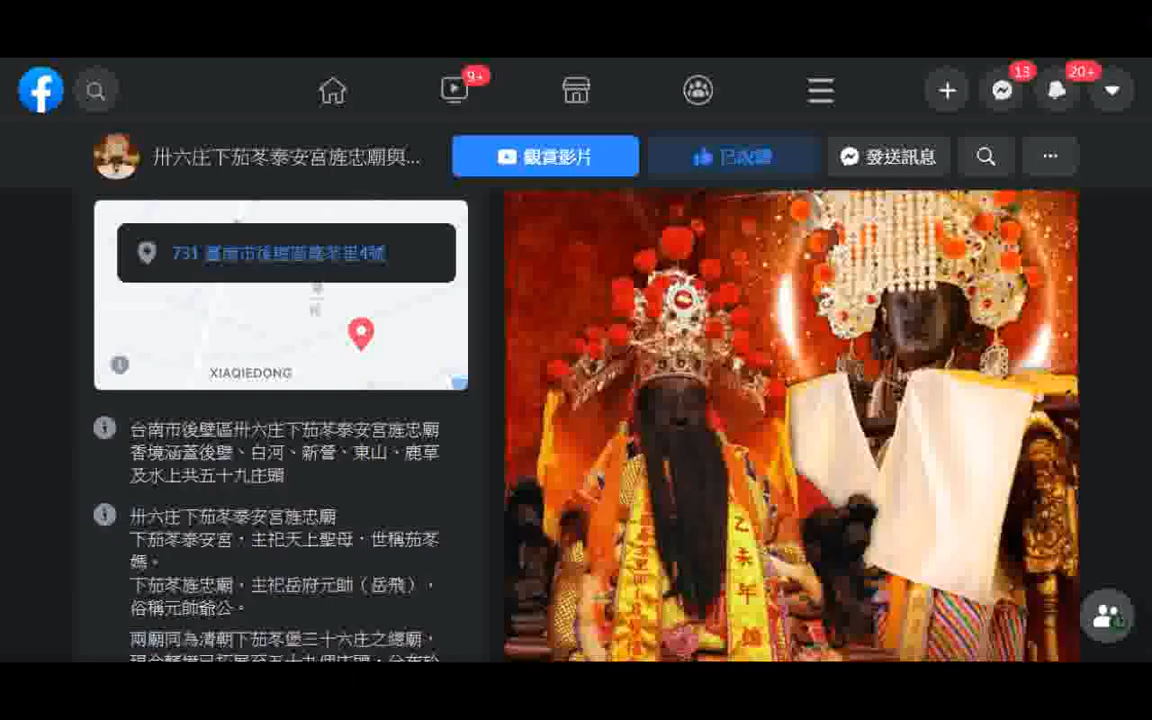 9+
13
20+
卅六庄下茄苳泰安宮旌忠廟與...
觀賞影片
已說讚
發送訊息
731 臺南市後壁區嘉苳里4號
XIAQIEDONG
台南市後壁區卅六庄下茄苳泰安宮旌忠廟
香境涵蓋後壁、白河、新營、東山、鹿草
及水上共五十九庄頭
卅六庄下茄苳泰安宮旌忠廟
下茄苳泰安宮，主祀天上聖母，世稱茄苳
媽。
下茄苳旌忠廟，主祀岳府元帥（岳飛），
俗稱元帥爺公。
兩廟同為清朝下茄苳堡三十六庄之總廟，
乙未年